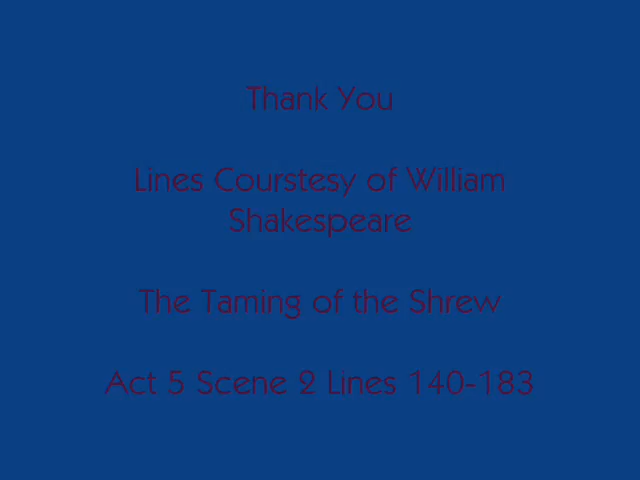 Thank You
Lines Courstesy of William
Shakespeare
The Taming of the Shrew
Act 5 Scene 2 Lines 140-183